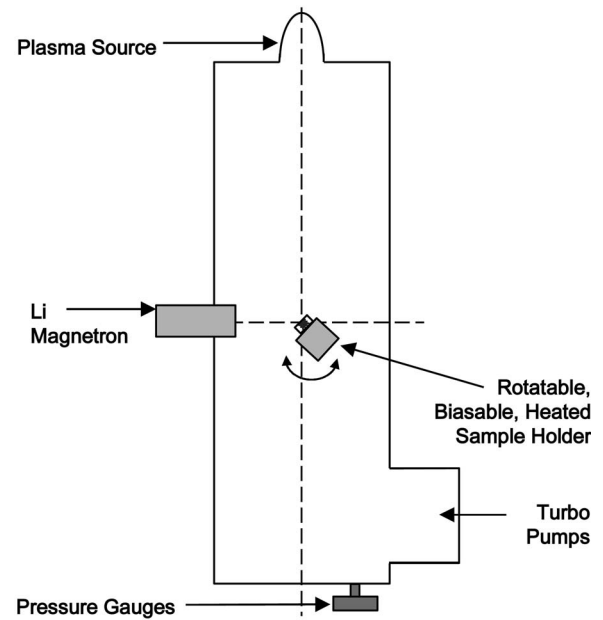 Plasma Source
Li
Magnetron
Rotatable,
Biasable, Heated
Sample Holder
Turbo
Pumps
Pressure Gauges